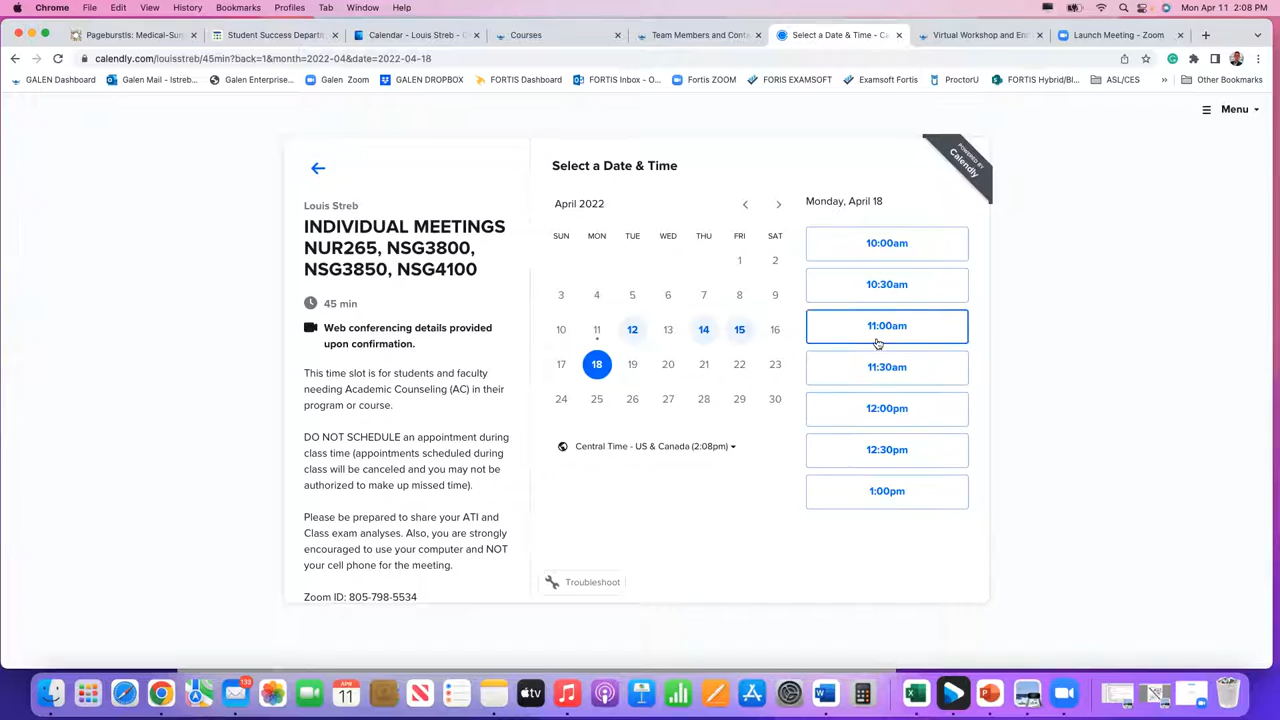 Chrome File Edit View History Bookmarks Profiles Tab Window Help Mon Apr 11 2:08 PM
Pageburstls: Medical-Sur Student Success Depart Calendar - Louis Streb - Courses Team Members and Cont Select a Date & Time - Ca Virtual Workshop and En Launch Meeting - Zoom
calendly.com/louisstreb/45min?back=1&month=2022-04&date=2022-04-18
GALEN Dashboard Galen Mail - lstreb... Galen Enterprise... Galen Zoom GALEN DROPBOX FORTIS Dashboard FORTIS Inbox - O... Fortis ZOOM FORIS EXAMSOFT Examsoft Fortis ProctorU FORTIS Hybrid/Bl... ASL/CES » Other Bookmarks
Menu
POWERED BY
Calendly
Select a Date & Time
Louis Streb
INDIVIDUAL MEETINGS
NUR265, NSG3800,
NSG3850, NSG4100
45 min
Web conferencing details provided
upon confirmation.
This time slot is for students and faculty
needing Academic Counseling (AC) in their
program or course.
DO NOT SCHEDULE an appointment during
class time (appointments scheduled during
class will be canceled and you may not be
authorized to make up missed time).
Please be prepared to share your ATI and
Class exam analyses. Also, you are strongly
encouraged to use your computer and NOT
your cell phone for the meeting.
Zoom ID: 805-798-5534
April 2022
SUN MON TUE WED THU FRI SAT
1 2
3 4 5 6 7 8 9
10 11 12 13 14 15 16
17 18 19 20 21 22 23
24 25 26 27 28 29 30
Central Time - US & Canada (2:08pm)
Troubleshoot
Monday, April 18
10:00am
10:30am
11:00am
11:30am
12:00pm
12:30pm
1:00pm
133
APR
11